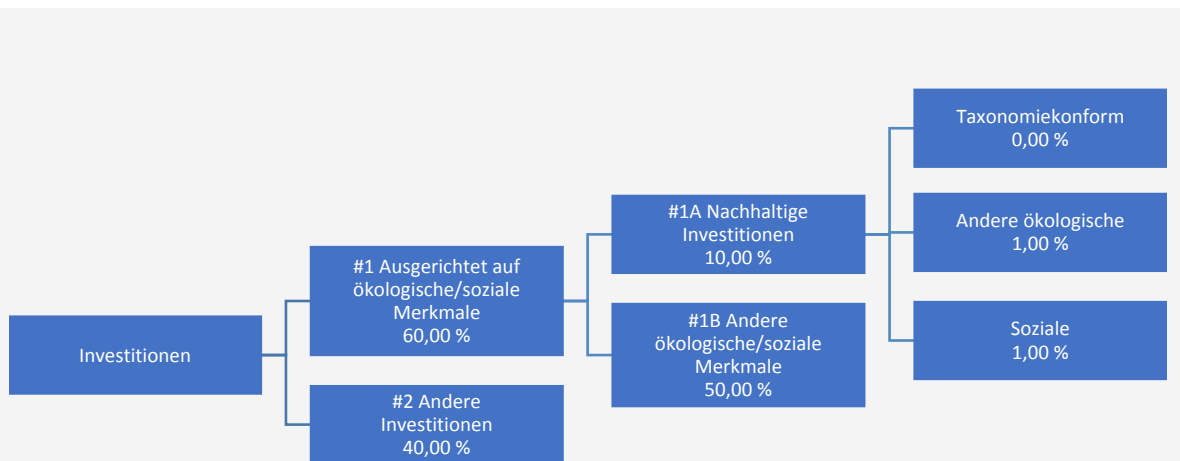 Investitionen
#1 Ausgerichtet auf
ökologische/soziale
Merkmale
60,00 %
#2 Andere
Investitionen
40,00 %
#1A Nachhaltige
Investitionen
10,00 %
#1B Andere
ökologische/soziale
Merkmale
50,00 %
Taxonomiekonform
0,00 %
Andere ökologische
1,00 %
Soziale
1,00 %